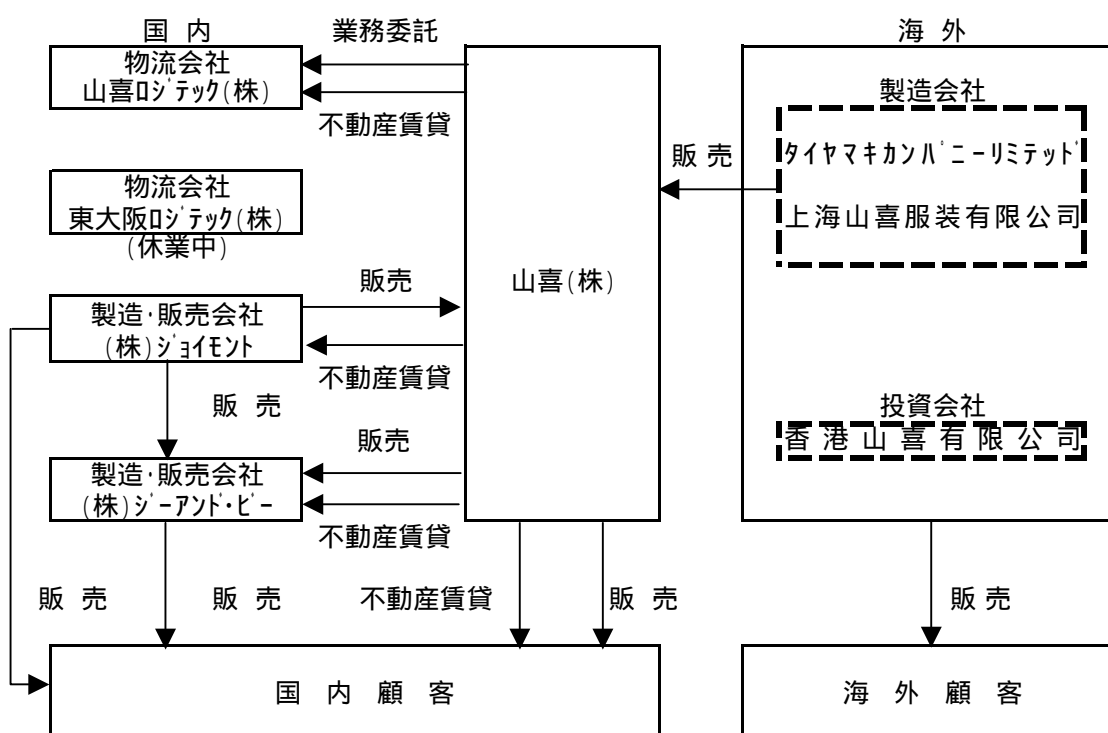 国 内
業務委託
海 外
物流会社
山喜ﾛｼﾞﾃｯｸ(株)
不動産賃貸
製造会社
ﾀｲﾔﾏｷｶﾝﾊﾟﾆｰﾘﾐﾃｯﾄﾞ
上海山喜服装有限公司
販 売
物流会社
東大阪ﾛｼﾞﾃｯｸ(株)
(休業中)
山喜(株)
販売
製造・販売会社
(株)ｼﾞｮｲﾓﾝﾄ
不動産賃貸
販 売
投資会社
香港山喜有限公司
販売
製造・販売会社
(株)ｼﾞｰｱﾝﾄﾞ・ﾋﾞｰ
不動産賃貸
販 売
販 売
不動産賃貸
販 売
販 売
国 内 顧 客
海 外 顧 客